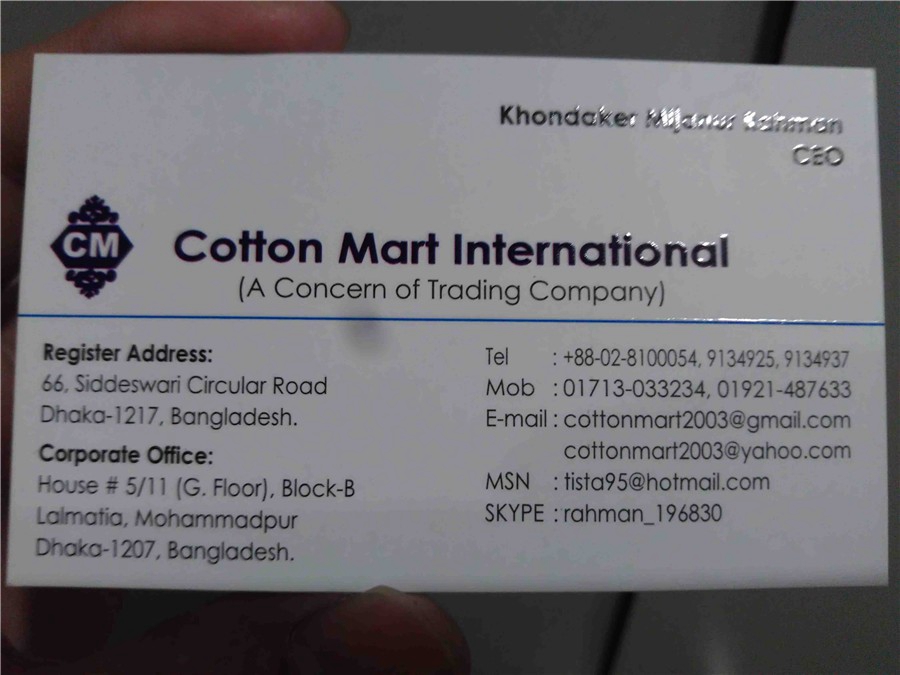 Khondaker Mijanur Rahman
CEO
CM
Cotton Mart International
(A Concern of Trading Company)
Register Address:
66, Siddeswari Circular Road
Dhaka-1217, Bangladesh.
Corporate Office:
House # 5/11 (G. Floor), Block-B
Lalmatia, Mohammadpur
Dhaka-1207, Bangladesh.
Tel : +88-02-8100054, 9134925, 9134937
Mob : 01713-033234, 01921-487633
E-mail : cottonmart2003@gmail.com
cottonmart2003@yahoo.com
MSN : tista95@hotmail.com
SKYPE : rahman_196830